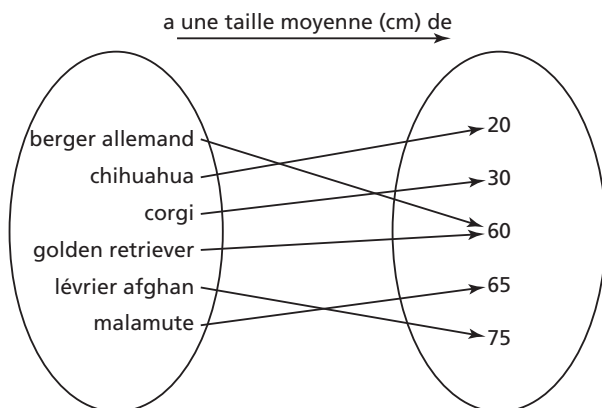 a une taille moyenne (cm) de
berger allemand
chihuahua
corgi
golden retriever
lévrier afghan
malamute
20
30
60
65
75